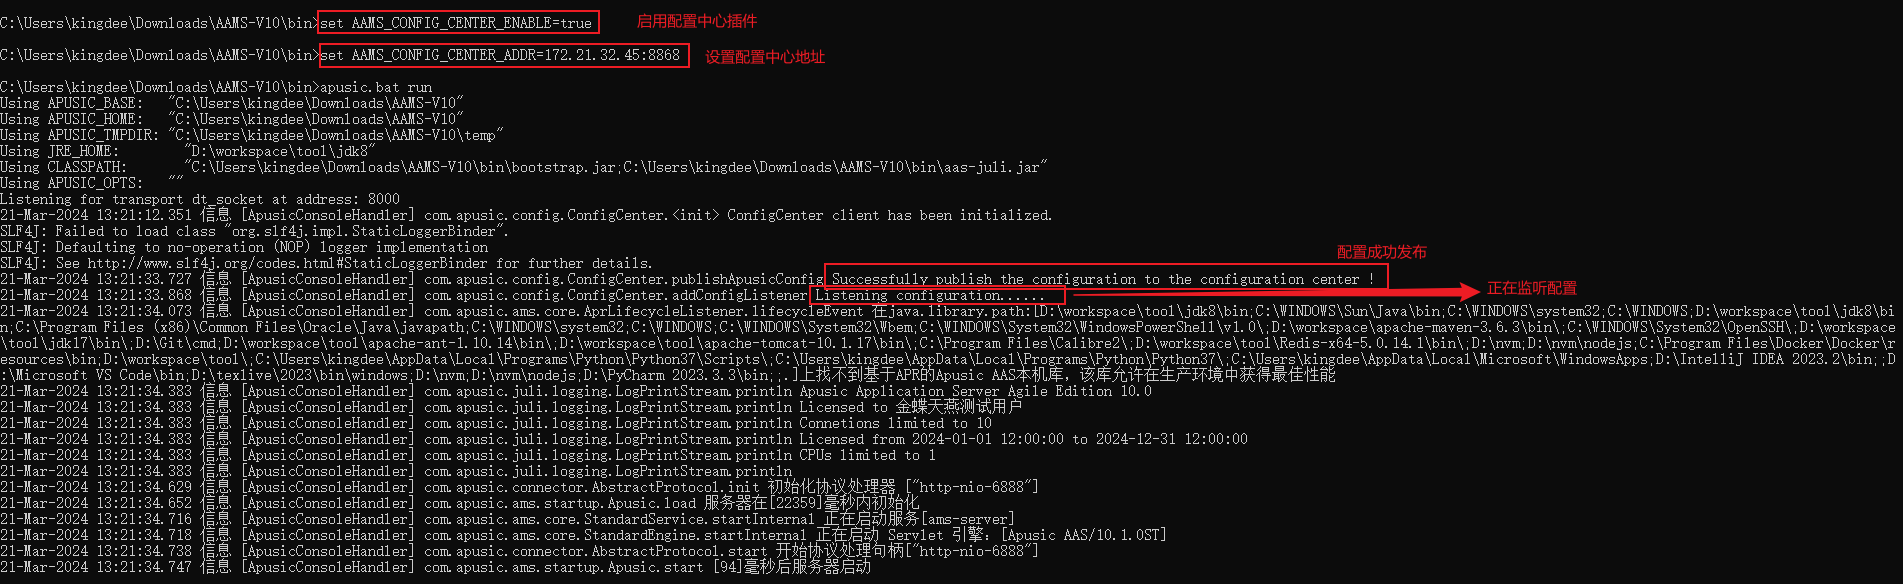 C:\Users\kingdee\Downloads\AAMS-V10\bin>set AAMS_CONFIG_CENTER_ENABLE=true 启用配置中心插件
C:\Users\kingdee\Downloads\AAMS-V10\bin>set AAMS_CONFIG_CENTER_ADDR=172.21.32.45:8868 设置配置中心地址
C:\Users\kingdee\Downloads\AAMS-V10\bin>apusic.bat run
Using APUSIC_BASE: "C:\Users\kingdee\Downloads\AAMS-V10"
Using APUSIC_HOME: "C:\Users\kingdee\Downloads\AAMS-V10"
Using APUSIC_TMPDIR: "C:\Users\kingdee\Downloads\AAMS-V10\temp"
Using JRE_HOME: "D:\workspace\tool\jdk8"
Using CLASSPATH: "C:\Users\kingdee\Downloads\AAMS-V10\bin\bootstrap.jar;C:\Users\kingdee\Downloads\AAMS-V10\bin\aas-juli.jar"
Using APUSIC_OPTS: ""
Listening for transport dt_socket at address: 8000
21-Mar-2024 13:21:12.351 信息 [ApusicConsoleHandler] com.apusic.config.ConfigCenter.<init> ConfigCenter client has been initialized.
SLF4J: Failed to load class "org.slf4j.impl.StaticLoggerBinder".
SLF4J: Defaulting to no-operation (NOP) logger implementation
配置成功发布
SLF4J: See http://www.slf4j.org/codes.html#StaticLoggerBinder for further details.
21-Mar-2024 13:21:33.727 信息 [ApusicConsoleHandler] com.apusic.config.ConfigCenter.publishApusicConfig Successfully publish the configuration to the configuration center !
21-Mar-2024 13:21:33.868 信息 [ApusicConsoleHandler] com.apusic.config.ConfigCenter.addConfigListener Listening configuration...... 正在监听配置
21-Mar-2024 13:21:34.073 信息 [ApusicConsoleHandler] com.apusic.ams.core.AprLifecycleListener.lifecycleEvent 在java.library.path:[D:\workspace\tool\jdk8\bin;C:\WINDOWS\Sun\Java\bin;C:\WINDOWS\system32;C:\WINDOWS;D:\workspace\tool\jdk8\bi
n;C:\Program Files (x86)\Common Files\Oracle\Java\javapath;C:\WINDOWS\system32;C:\WINDOWS;C:\WINDOWS\System32\Wbem;C:\WINDOWS\System32\WindowsPowerShell\v1.0\;D:\workspace\apache-maven-3.6.3\bin\;C:\WINDOWS\System32\OpenSSH\;D:\workspace
\tool\jdk17\bin\;D:\Git\cmd;D:\workspace\tool\apache-ant-1.10.14\bin\;D:\workspace\tool\apache-tomcat-10.1.17\bin\;C:\Program Files\Calibre2\;D:\workspace\tool\Redis-x64-5.0.14.1\bin\;D:\nvm;D:\nvm\nodejs;C:\Program Files\Docker\Docker\r
esources\bin;D:\workspace\tool\;C:\Users\kingdee\AppData\Local\Programs\Python\Python37\Scripts\;C:\Users\kingdee\AppData\Local\Programs\Python\Python37\;C:\Users\kingdee\AppData\Local\Microsoft\WindowsApps;D:\IntelliJ IDEA 2023.2\bin;;D
:\Microsoft VS Code\bin;D:\texlive\2023\bin\windows;D:\nvm;D:\nvm\nodejs;D:\PyCharm 2023.3.3\bin;;.]上找不到基于APR的Apusic AAS本机库，该库允许在生产环境中获得最佳性能
21-Mar-2024 13:21:34.383 信息 [ApusicConsoleHandler] com.apusic.juli.logging.LogPrintStream.println Apusic Application Server Agile Edition 10.0
21-Mar-2024 13:21:34.383 信息 [ApusicConsoleHandler] com.apusic.juli.logging.LogPrintStream.println Licensed to 金蝶天燕测试用户
21-Mar-2024 13:21:34.383 信息 [ApusicConsoleHandler] com.apusic.juli.logging.LogPrintStream.println Connetions limited to 10
21-Mar-2024 13:21:34.383 信息 [ApusicConsoleHandler] com.apusic.juli.logging.LogPrintStream.println Licensed from 2024-01-01 12:00:00 to 2024-12-31 12:00:00
21-Mar-2024 13:21:34.383 信息 [ApusicConsoleHandler] com.apusic.juli.logging.LogPrintStream.println CPUs limited to 1
21-Mar-2024 13:21:34.383 信息 [ApusicConsoleHandler] com.apusic.juli.logging.LogPrintStream.println
21-Mar-2024 13:21:34.629 信息 [ApusicConsoleHandler] com.apusic.connector.AbstractProtocol.init 初始化协议处理器 ["http-nio-6888"]
21-Mar-2024 13:21:34.652 信息 [ApusicConsoleHandler] com.apusic.ams.startup.Apusic.load 服务器在[22359]毫秒内初始化
21-Mar-2024 13:21:34.716 信息 [ApusicConsoleHandler] com.apusic.ams.core.StandardService.startInternal 正在启动服务[ams-server]
21-Mar-2024 13:21:34.718 信息 [ApusicConsoleHandler] com.apusic.ams.core.StandardEngine.startInternal 正在启动 Servlet 引擎：[Apusic AAS/10.1.0ST]
21-Mar-2024 13:21:34.738 信息 [ApusicConsoleHandler] com.apusic.connector.AbstractProtocol.start 开始协议处理句柄["http-nio-6888"]
21-Mar-2024 13:21:34.747 信息 [ApusicConsoleHandler] com.apusic.ams.startup.Apusic.start [94]毫秒后服务器启动